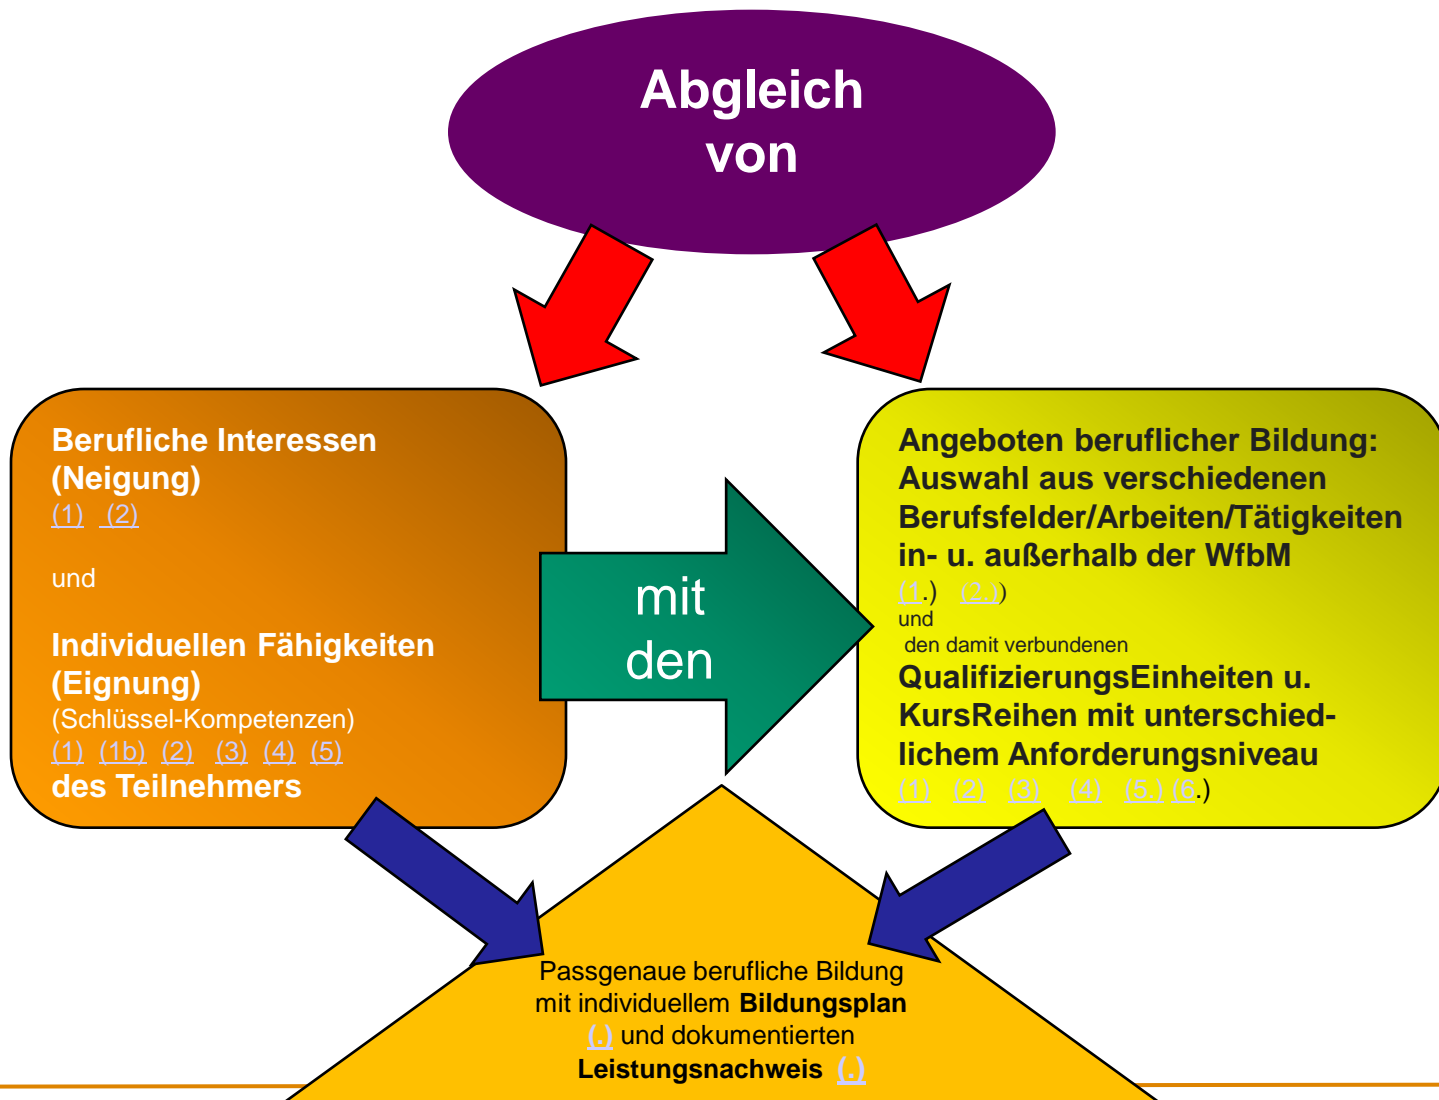 Abgleich
von
Berufliche Interessen
(Neigung)
(1) (2)
und
Individuellen Fähigkeiten
(Eignung)
(Schlüssel-Kompetenzen)
(1) (1b) (2) (3) (4) (5)
des Teilnehmers
mit
den
Angeboten beruflicher Bildung:
Auswahl aus verschiedenen
Berufsfelder/Arbeiten/Tätigkeiten
in- u. außerhalb der WfbM
(1.) (2.))
und
den damit verbundenen
QualifizierungsEinheiten u.
KursReihen mit unterschied-
lichem Anforderungsniveau
(1) (2) (3) (4) (5.) (6.)
Passgenaue berufliche Bildung
mit individuellem Bildungsplan
(.) und dokumentierten
Leistungsnachweis (.)